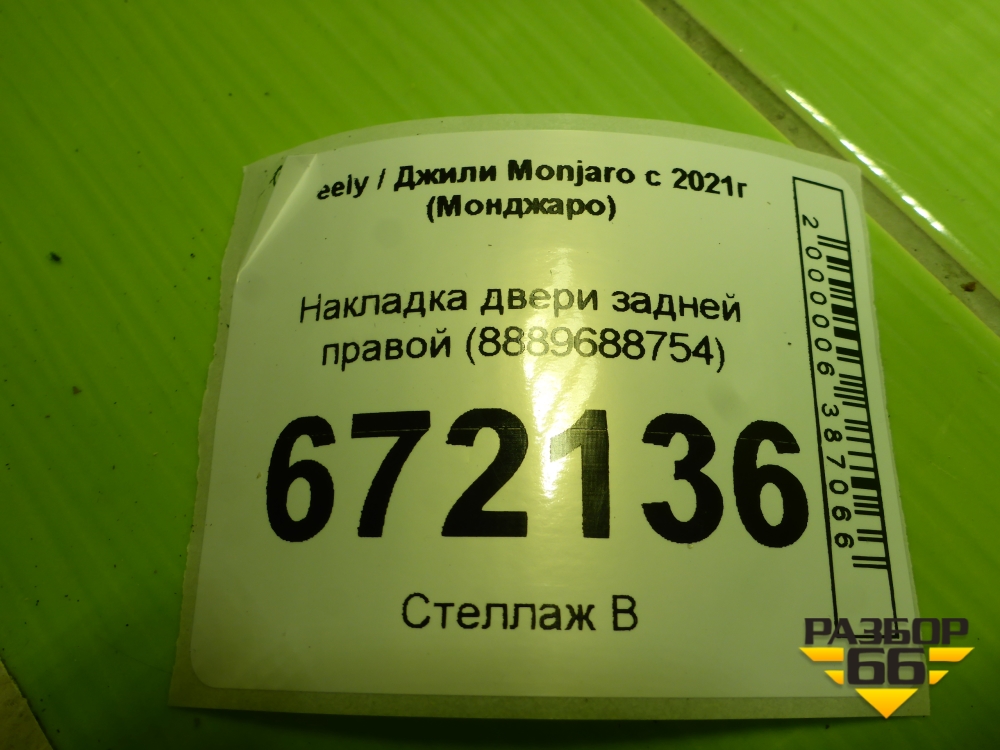 eely / Джили Monjaro с 2021г
(Монджаро)
Накладка двери задней
правой (8889688754)
672136
Стеллаж В
2000006387066
РАЗБОР
66